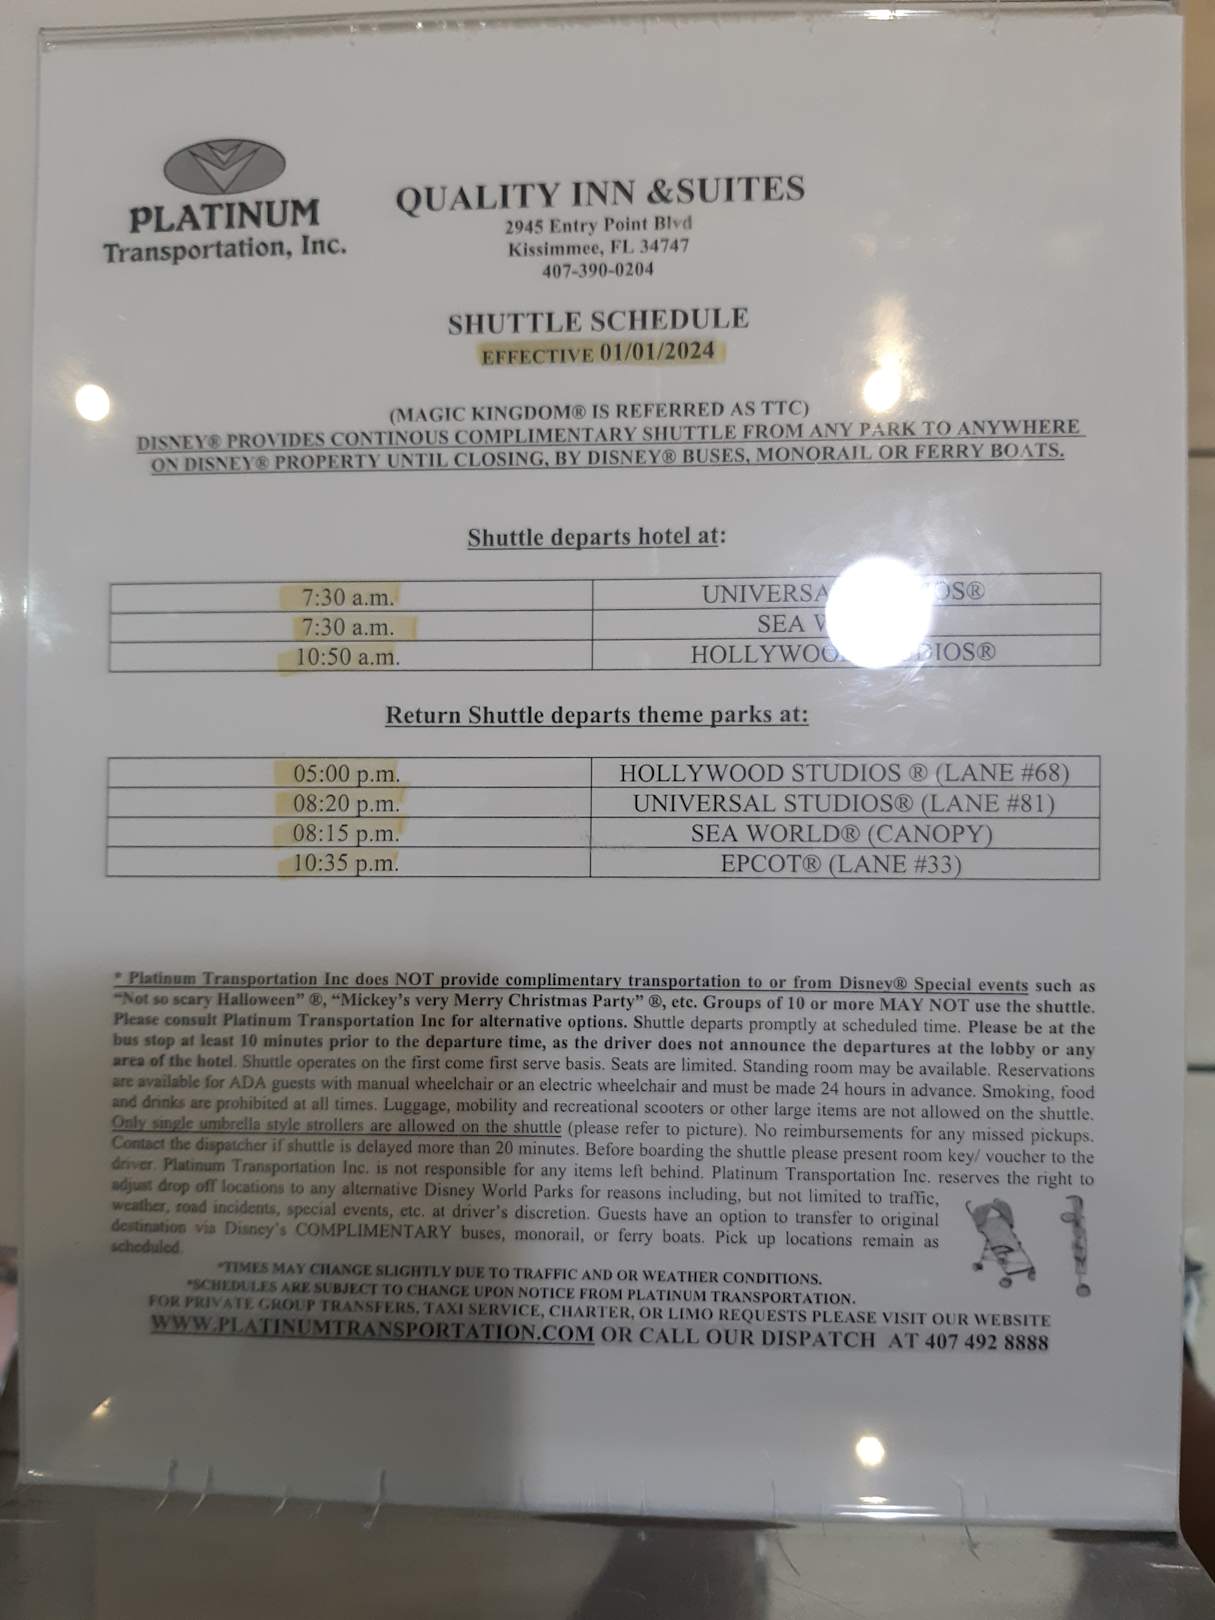 PLATINUM
Transportation, Inc.
QUALITY INN &SUITES
2945 Entry Point Blvd
Kissimmee, FL 34747
407-390-0204
SHUTTLE SCHEDULE
EFFECTIVE 01/01/2024
(MAGIC KINGDOM® IS REFERRED AS TTC)
DISNEY® PROVIDES CONTINOUS COMPLIMENTARY SHUTTLE FROM ANY PARK TO ANYWHERE
ON DISNEY® PROPERTY UNTIL CLOSING, BY DISNEY® BUSES, MONORAIL OR FERRY BOATS.
Shuttle departs hotel at:
7:30 a.m. UNIVERSA OS®
7:30 a.m. SEA
10:50 a.m. HOLLYWOO DIOS®
Return Shuttle departs theme parks at:
05:00 p.m. HOLLYWOOD STUDIOS ® (LANE #68)
08:20 p.m. UNIVERSAL STUDIOS® (LANE #81)
08:15 p.m. SEA WORLD® (CANOPY)
10:35 p.m. EPCOT® (LANE #33)
* Platinum Transportation Inc does NOT provide complimentary transportation to or from Disney® Special events such as
“Not so scary Halloween” ®, “Mickey’s very Merry Christmas Party” ®, etc. Groups of 10 or more MAY NOT use the shuttle.
Please consult Platinum Transportation Inc for alternative options. Shuttle departs promptly at scheduled time. Please be at the
bus stop at least 10 minutes prior to the departure time, as the driver does not announce the departures at the lobby or any
area of the hotel. Shuttle operates on the first come first serve basis. Seats are limited. Standing room may be available. Reservations
are available for ADA guests with manual wheelchair or an electric wheelchair and must be made 24 hours in advance. Smoking, food
and drinks are prohibited at all times. Luggage, mobility and recreational scooters or other large items are not allowed on the shuttle.
Only single umbrella style strollers are allowed on the shuttle (please refer to picture). No reimbursements for any missed pickups.
Contact the dispatcher if shuttle is delayed more than 20 minutes. Before boarding the shuttle please present room key/ voucher to the
driver. Platinum Transportation Inc. is not responsible for any items left behind. Platinum Transportation Inc. reserves the right to
adjust drop off locations to any alternative Disney World Parks for reasons including, but not limited to traffic,
weather, road incidents, special events, etc. at driver’s discretion. Guests have an option to transfer to original
destination via Disney’s COMPLIMENTARY buses, monorail, or ferry boats. Pick up locations remain as
scheduled.
*TIMES MAY CHANGE SLIGHTLY DUE TO TRAFFIC AND OR WEATHER CONDITIONS.
*SCHEDULES ARE SUBJECT TO CHANGE UPON NOTICE FROM PLATINUM TRANSPORTATION.
FOR PRIVATE GROUP TRANSFERS, TAXI SERVICE, CHARTER, OR LIMO REQUESTS PLEASE VISIT OUR WEBSITE
WWW.PLATINUMTRANSPORTATION.COM OR CALL OUR DISPATCH AT 407 492 8888